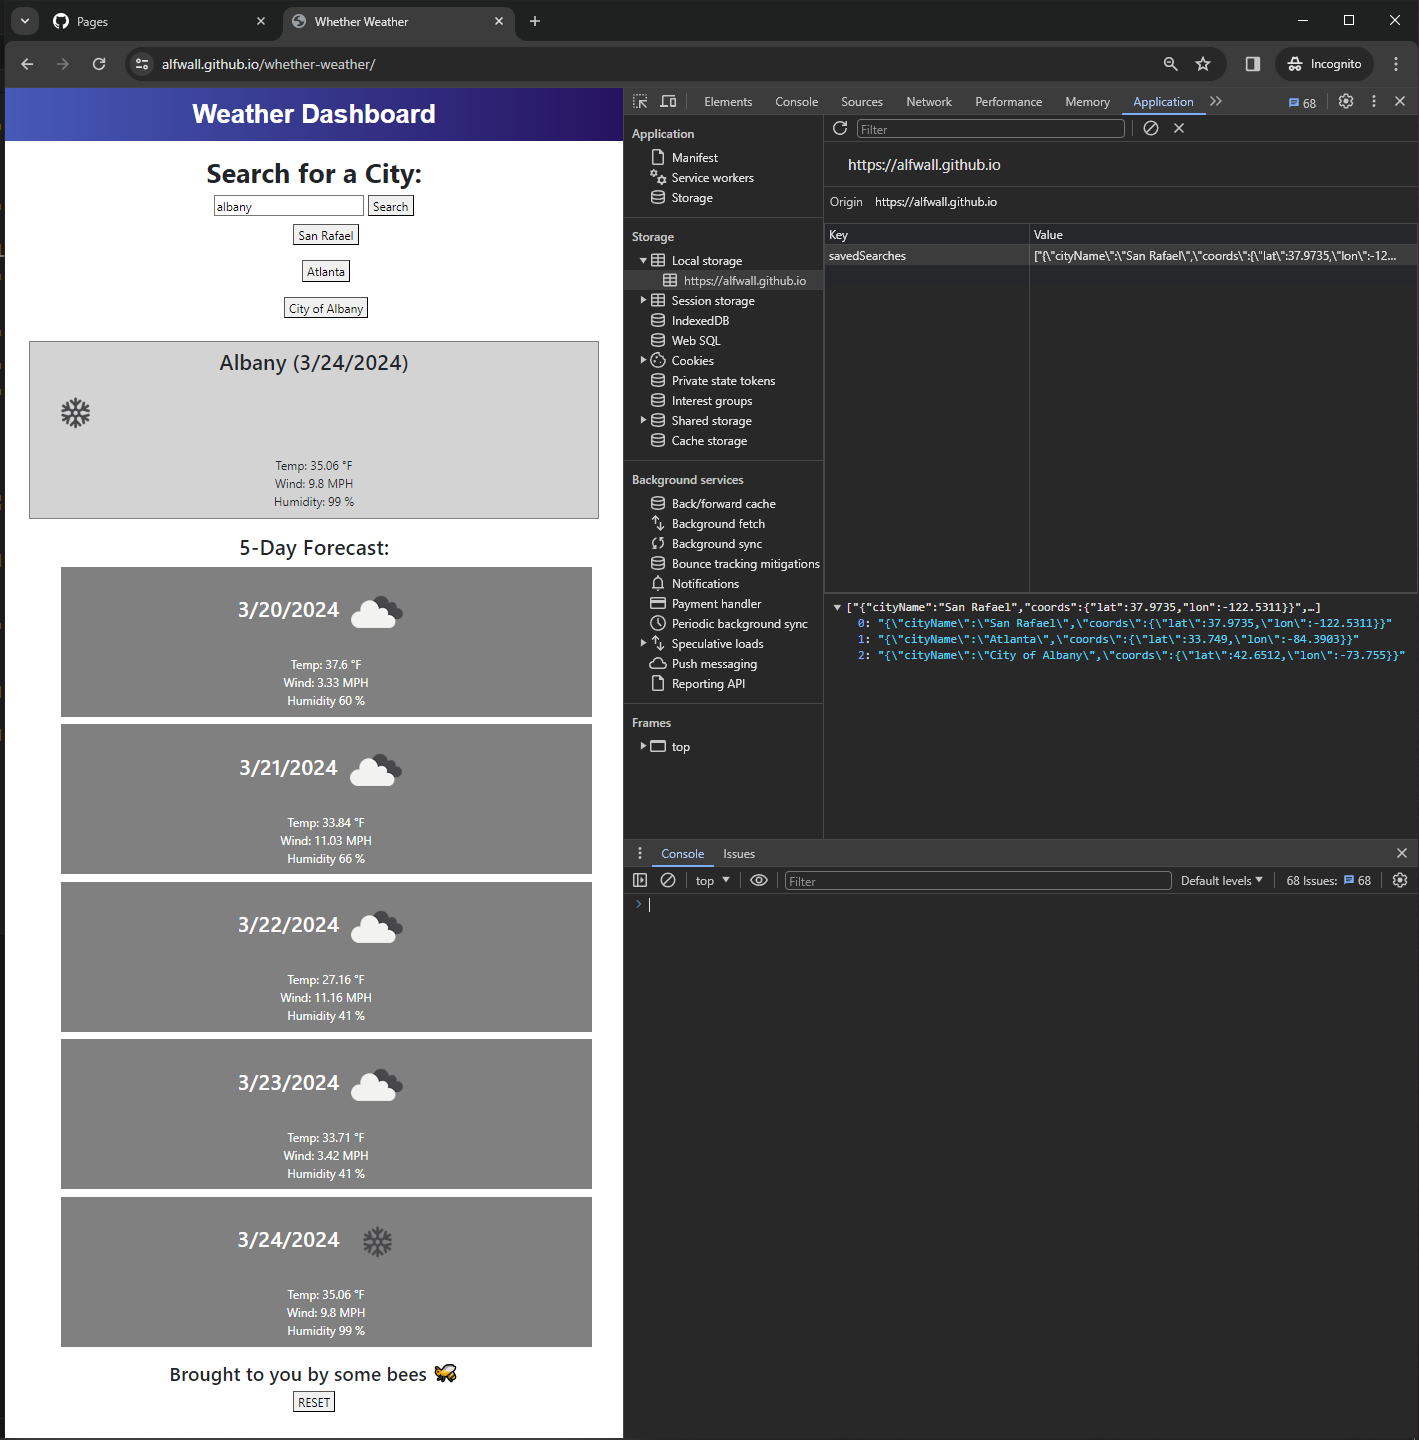 Pages
Whether Weather
alfwall.github.io/whether-weather/
Incognito
Weather Dashboard
Search for a City:
albany
Search
San Rafael
Atlanta
City of Albany
Albany (3/24/2024)
Temp: 35.06 °F
Wind: 9.8 MPH
Humidity: 99 %
5-Day Forecast:
3/20/2024
Temp: 37.6 °F
Wind: 3.33 MPH
Humidity 60 %
3/21/2024
Temp: 33.84 °F
Wind: 11.03 MPH
Humidity 66 %
3/22/2024
Temp: 27.16 °F
Wind: 11.16 MPH
Humidity 41 %
3/23/2024
Temp: 33.71 °F
Wind: 3.42 MPH
Humidity 41 %
3/24/2024
Temp: 35.06 °F
Wind: 9.8 MPH
Humidity 99 %
Brought to you by some bees 🐝
RESET
Elements Console Sources Network Performance Memory Application 68
Application
Manifest
Service workers
Storage
Storage
Local storage
https://alfwall.github.io
Session storage
IndexedDB
Web SQL
Cookies
Private state tokens
Interest groups
Shared storage
Cache storage
Background services
Back/forward cache
Background fetch
Background sync
Bounce tracking mitigations
Notifications
Payment handler
Periodic background sync
Speculative loads
Push messaging
Reporting API
Frames
top
Filter
https://alfwall.github.io
Origin https://alfwall.github.io
Key Value
savedSearches ["{\"cityName\":\"San Rafael\",\"coords\":{\"lat\":37.9735,\"lon\":-12...
["{"cityName":"San Rafael","coords":{"lat":37.9735,"lon":-122.5311}}",…]
0: "{\"cityName\":\"San Rafael\",\"coords\":{\"lat\":37.9735,\"lon\":-122.5311}}"
1: "{\"cityName\":\"Atlanta\",\"coords\":{\"lat\":33.749,\"lon\":-84.3903}}"
2: "{\"cityName\":\"City of Albany\",\"coords\":{\"lat\":42.6512,\"lon\":-73.755}}"
Console Issues
top Filter Default levels 68 Issues: 68